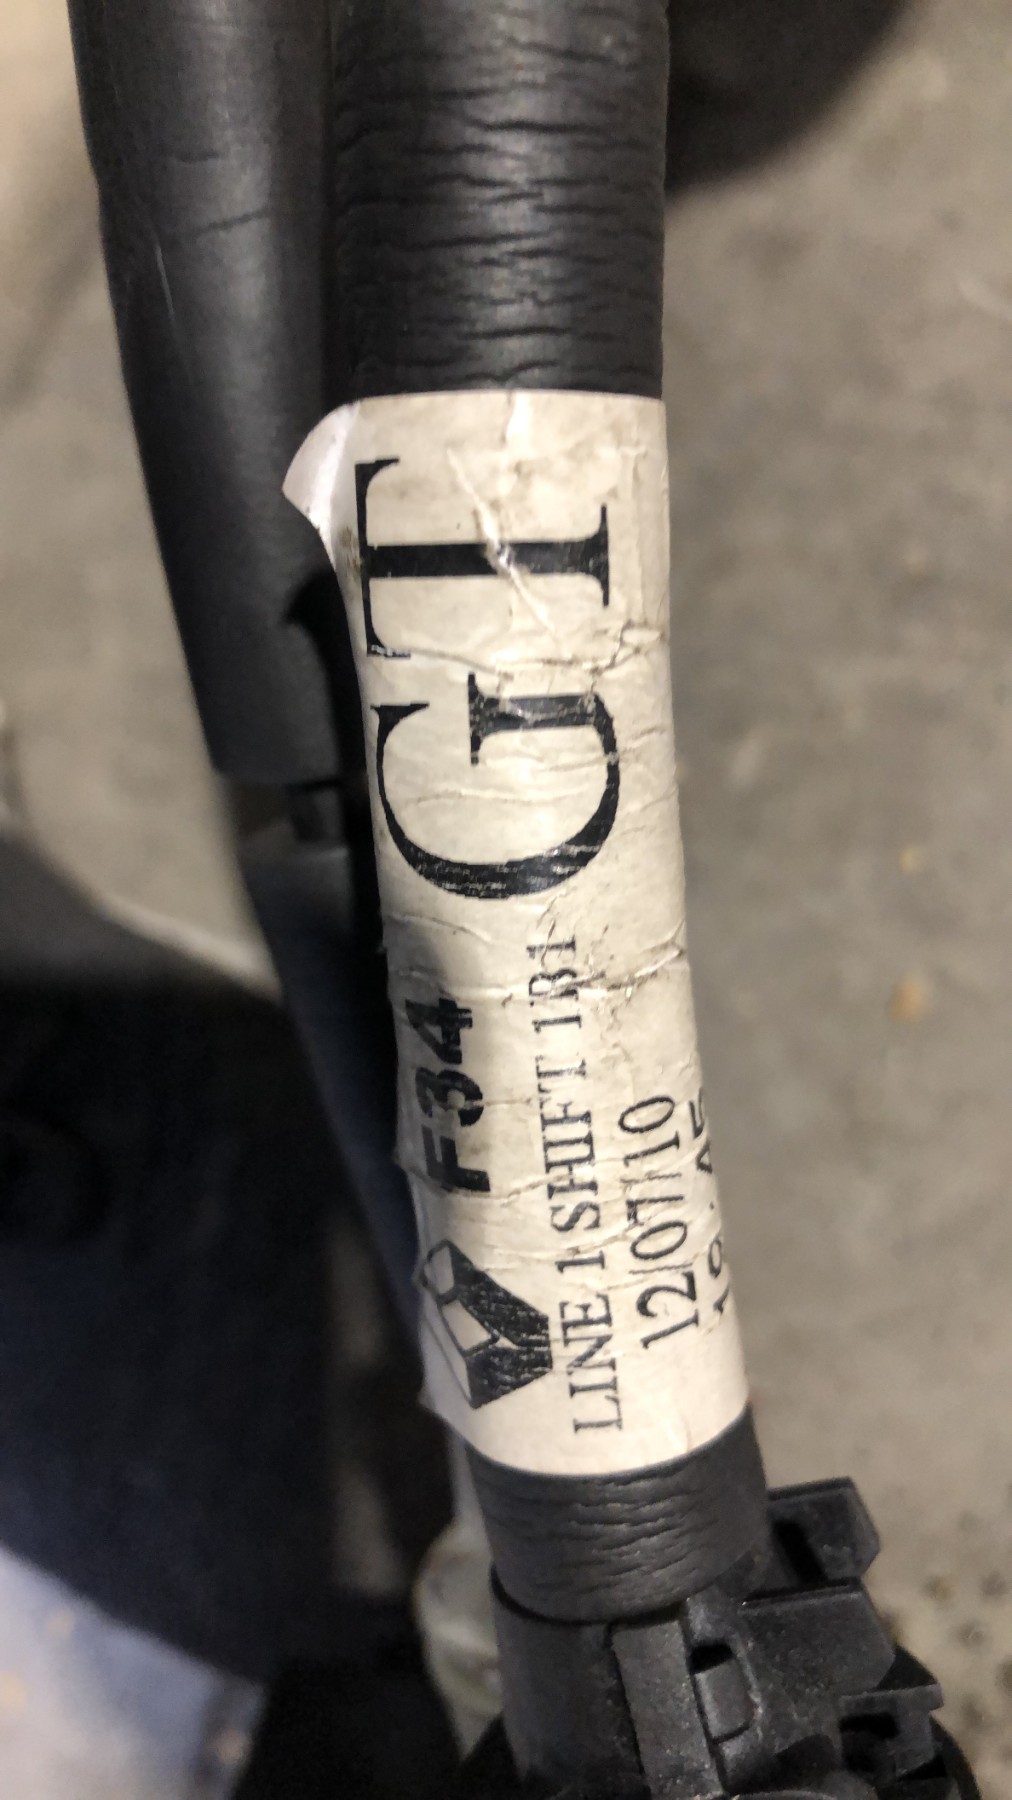 GT
F34
LINE 1 SHIFT 1B1
12/07/10